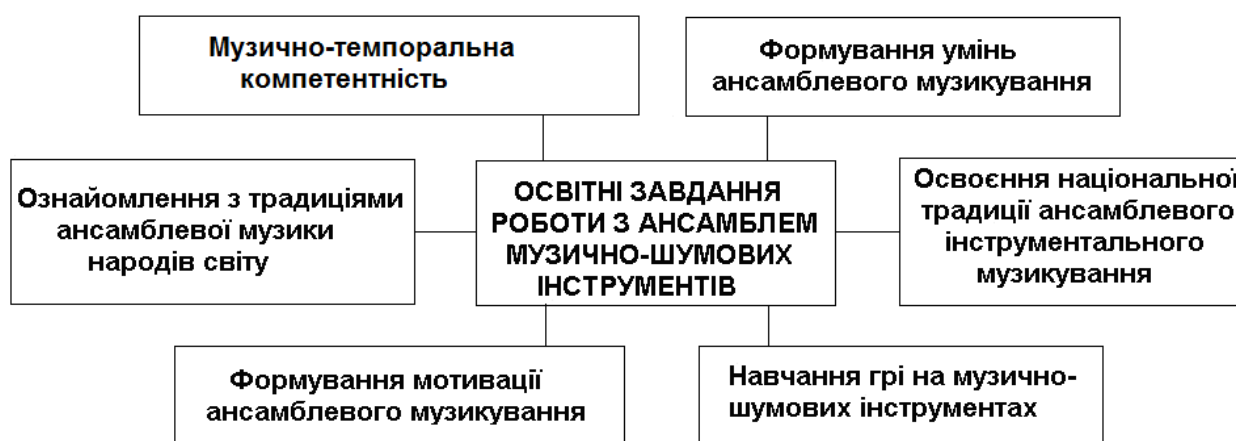 Музично-темпоральна
компетентність
Формування умінь
ансамблевого музикування
Ознайомлення з традиціями
ансамблевої музики
народів світу
ОСВІТНІ ЗАВДАННЯ
РОБОТИ З АНСАМБЛЕМ
МУЗИЧНО-ШУМОВИХ
ІНСТРУМЕНТІВ
Освоєння національної
традиції ансамблевого
інструментального
музикування
Формування мотивації
ансамблевого музикування
Навчання грі на музично-
шумових інструментах